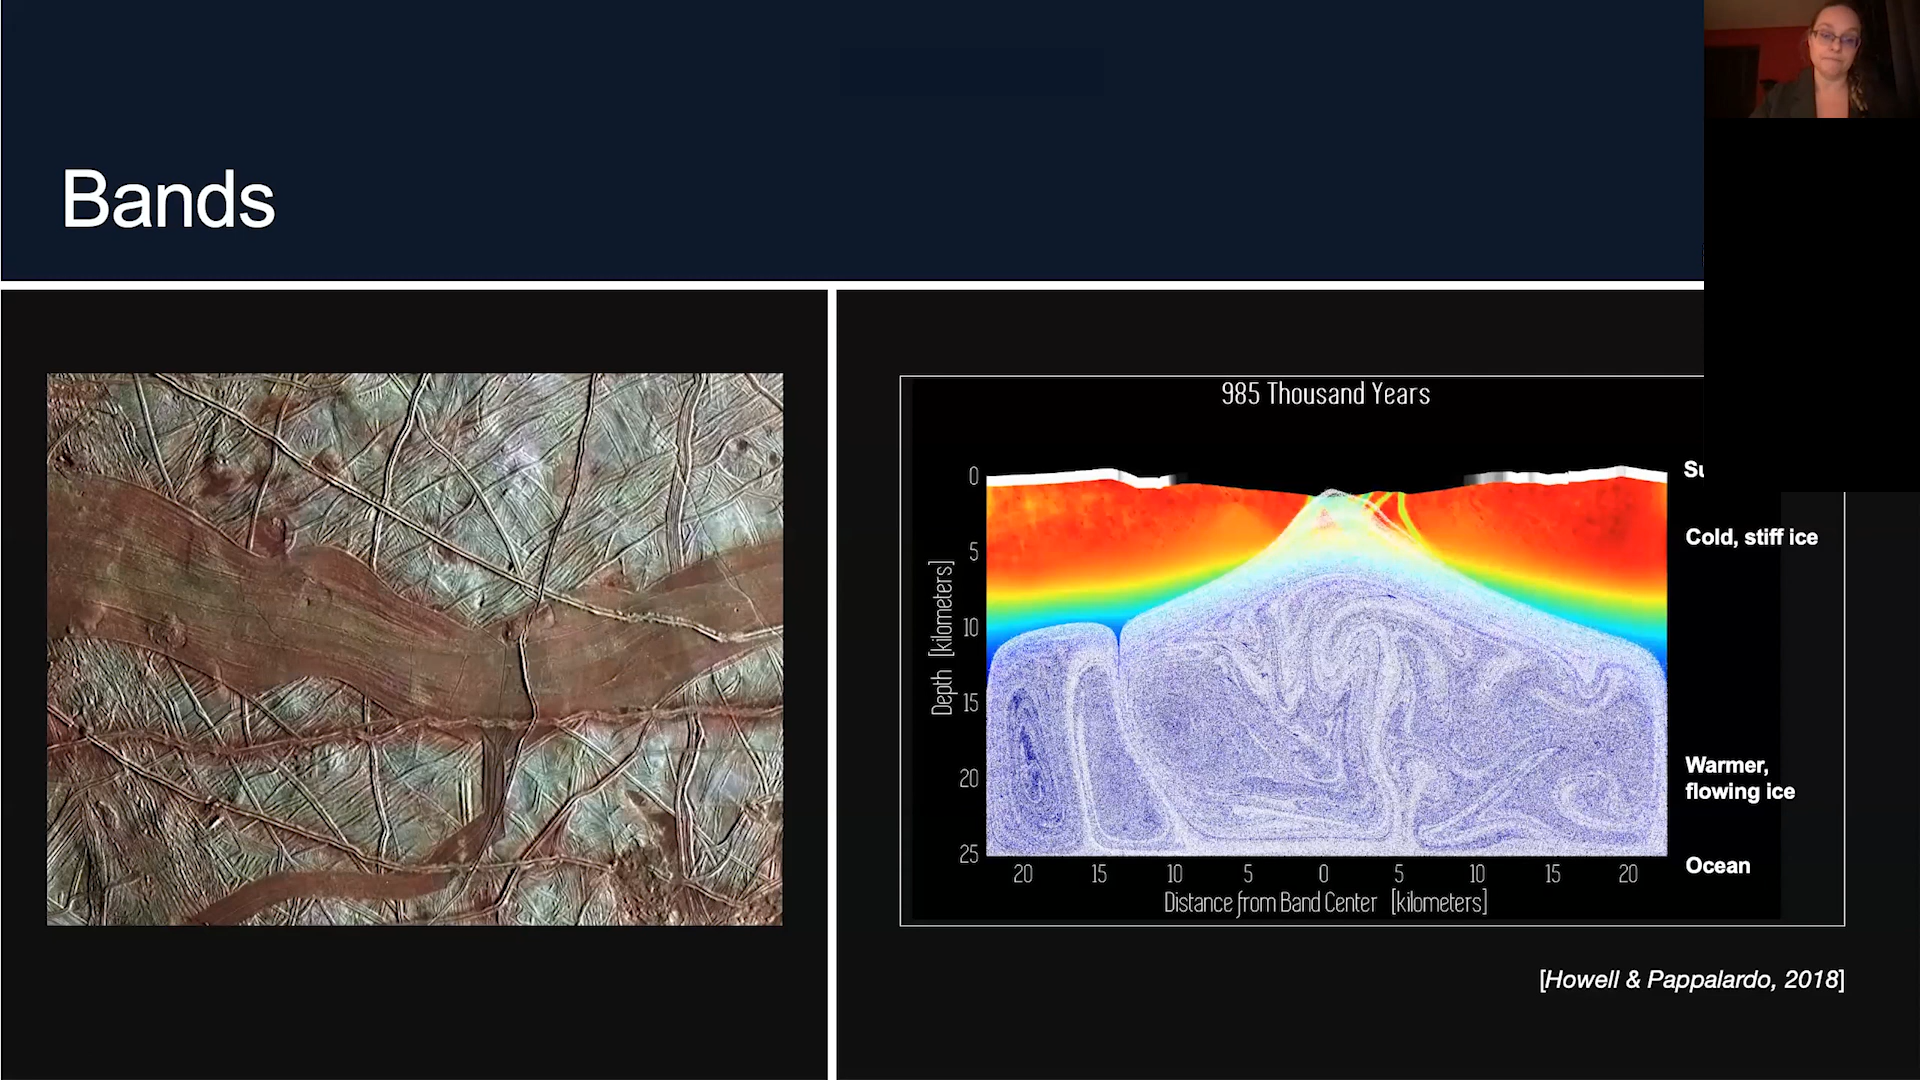 Bands
985 Thousand Years
0
5
10
15
20
25
Depth [kilometers]
20 15 10 5 0 5 10 15 20
Distance from Band Center [kilometers]
Su
Cold, stiff ice
Warmer,
flowing ice
Ocean
[Howell & Pappalardo, 2018]